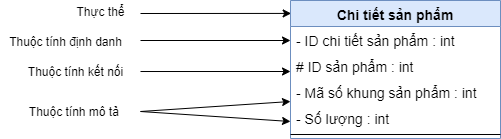 Thực thể
Chi tiết sản phẩm
Thuộc tính định danh
- ID chi tiết sản phẩm : int
Thuộc tính kết nối
# ID sản phẩm : int
Thuộc tính mô tả
- Mã số khung sản phẩm : int
- Số lượng : int